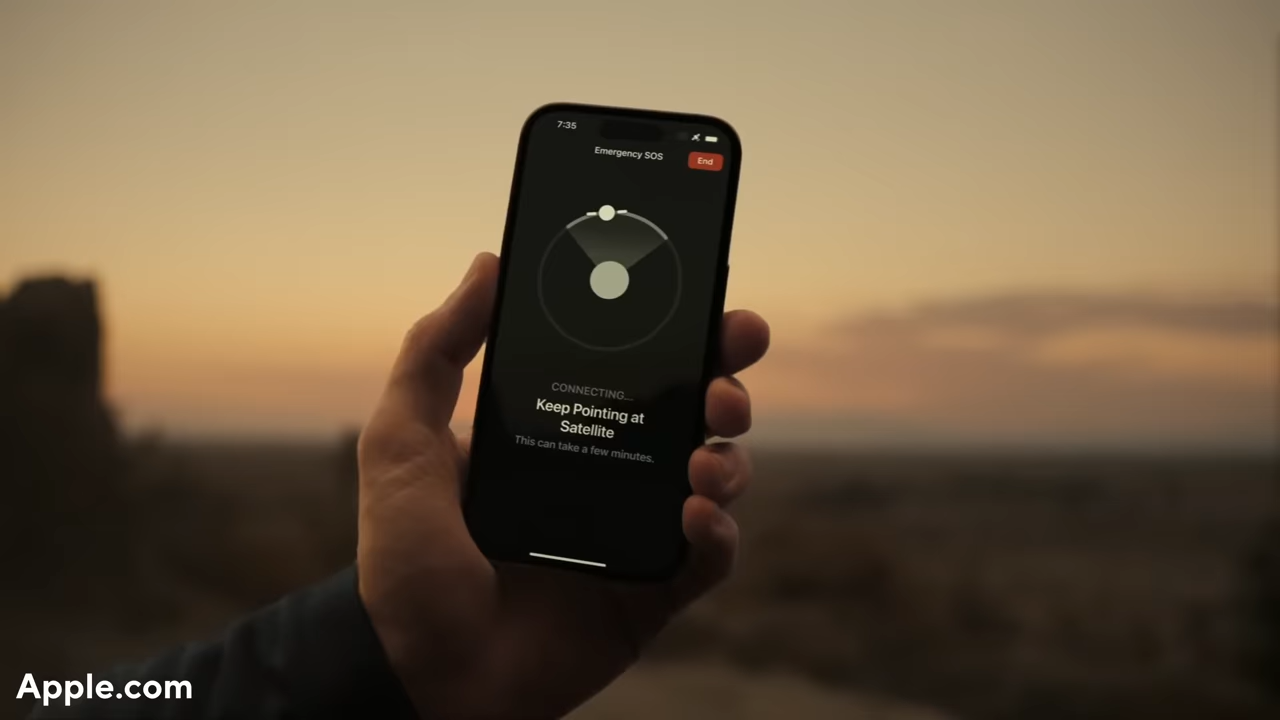 7:35
Emergency SOS
End
CONNECTING...
Keep Pointing at
Satellite
This can take a few minutes.
Apple.com